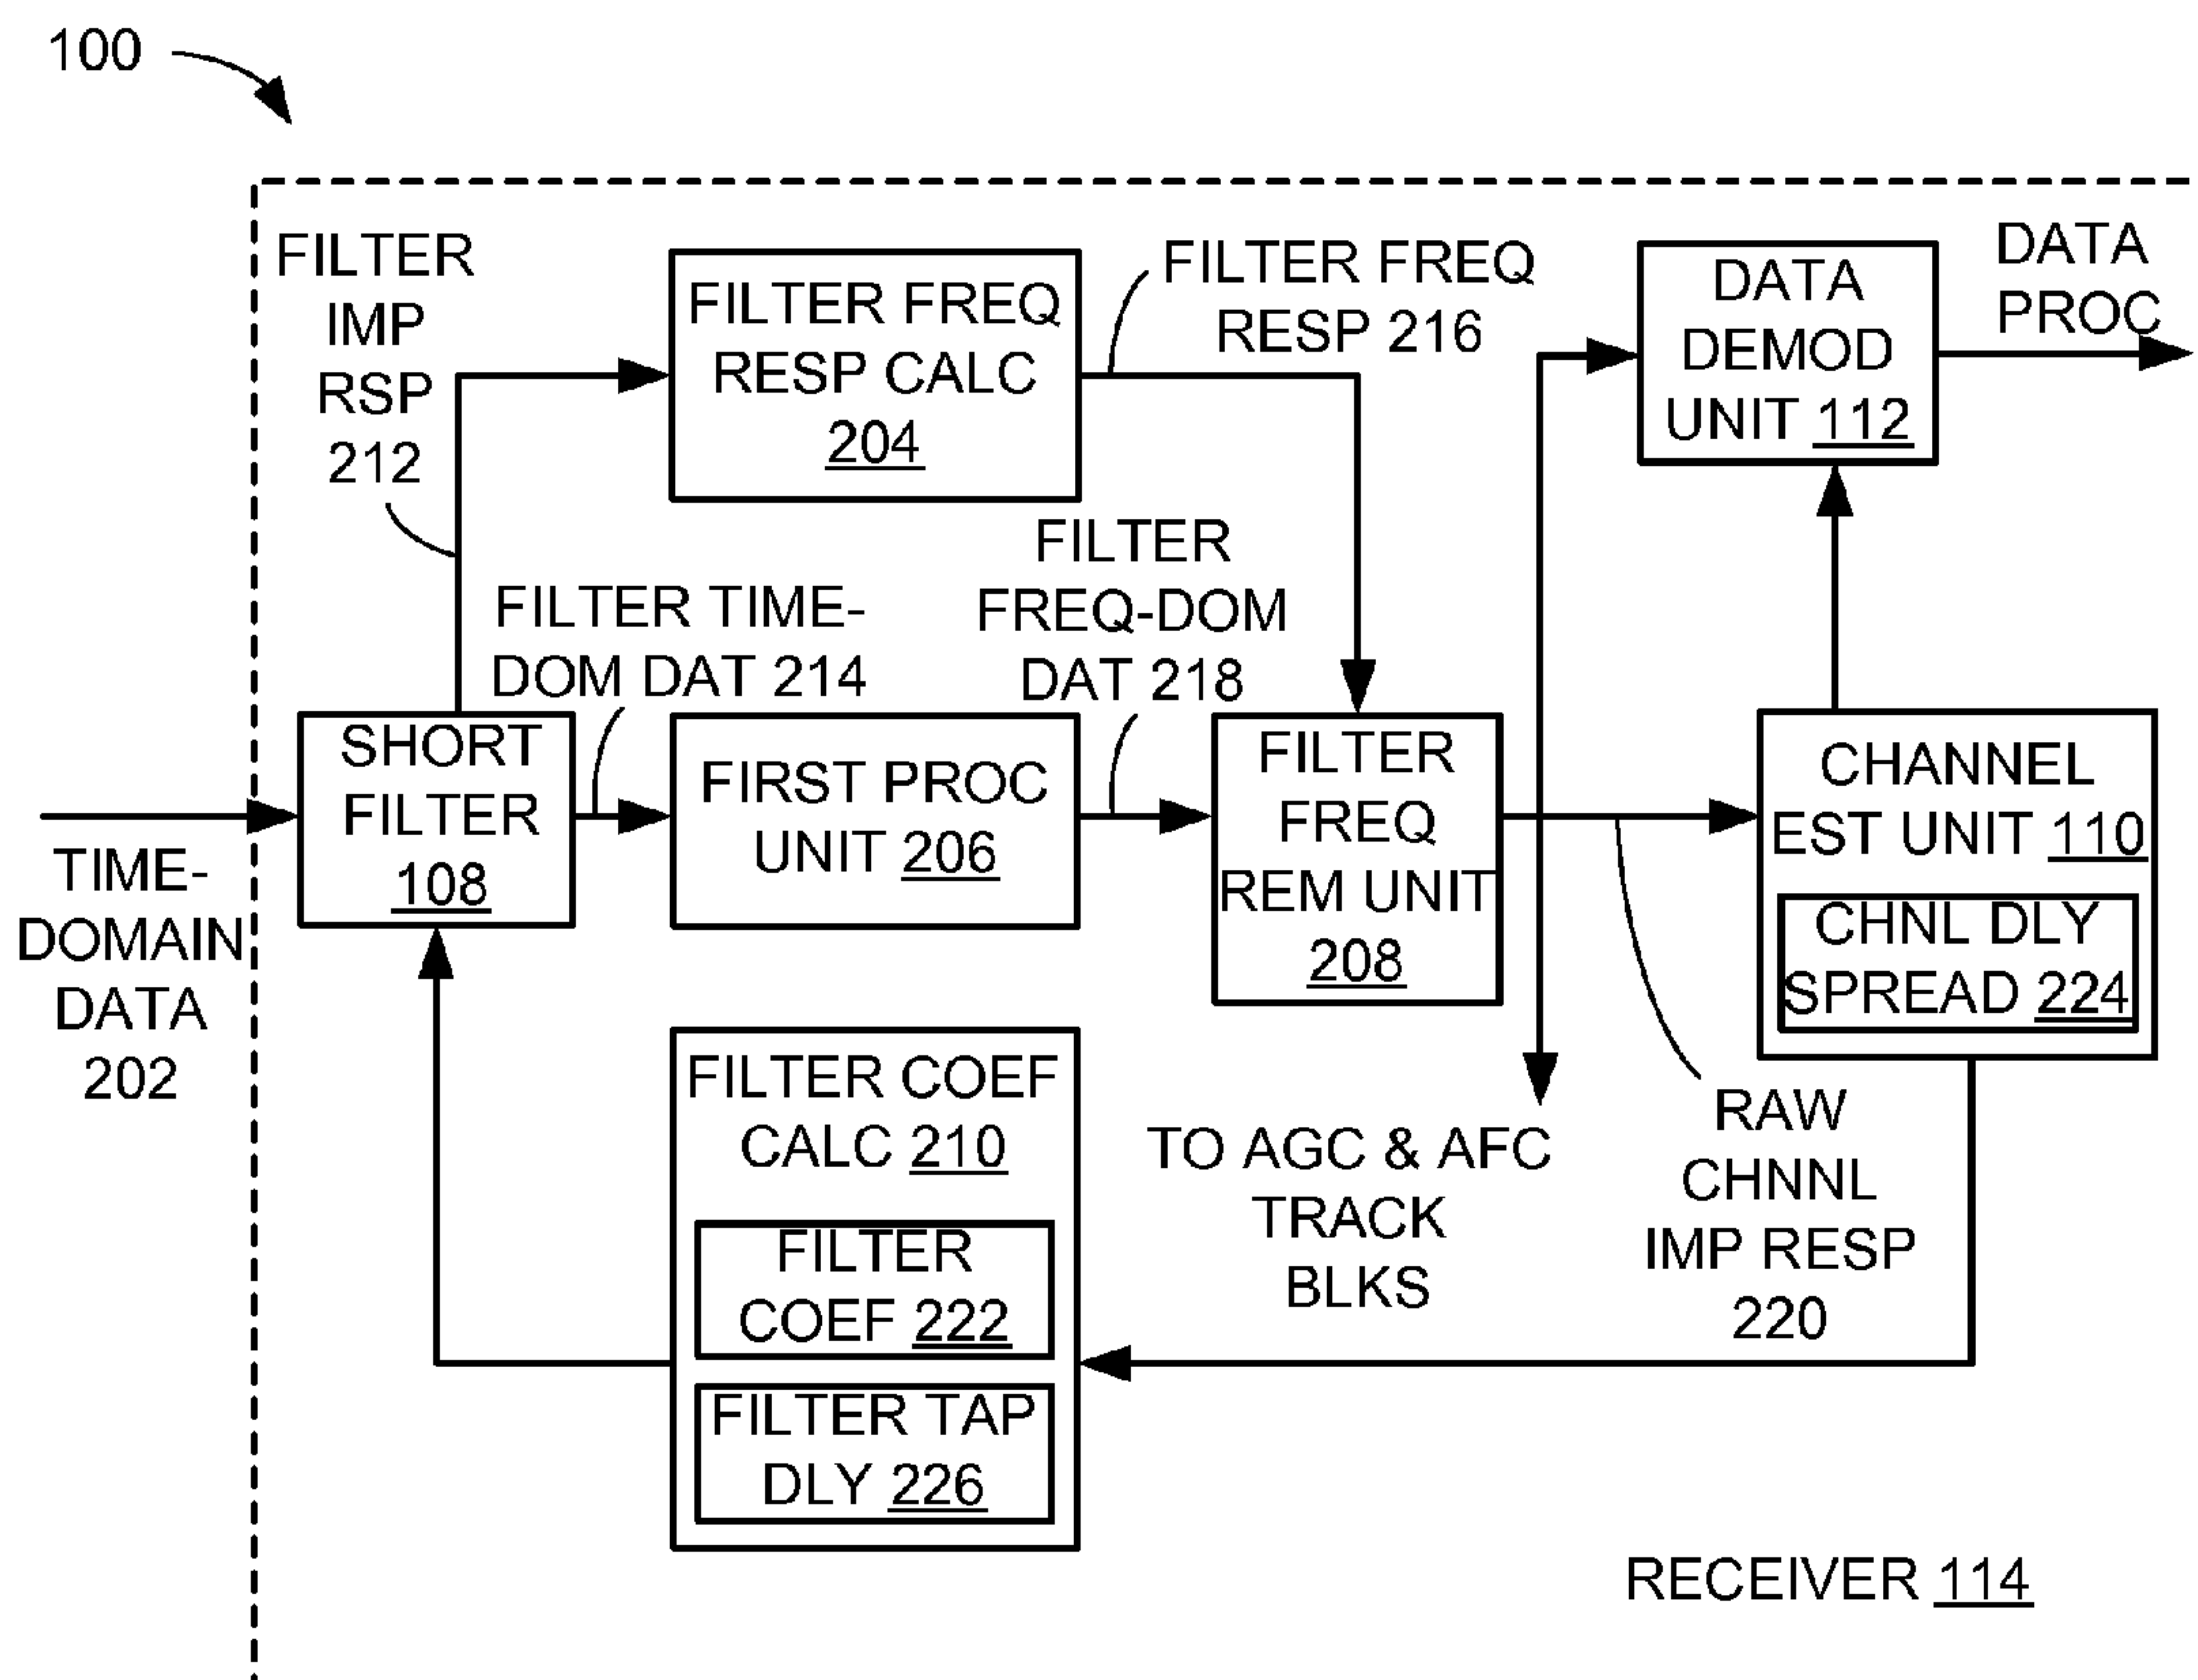 100
FILTER
IMP
RSP
212
FILTER FREQ
RESP CALC
204
FILTER FREQ
RESP 216
DATA
DEMOD
UNIT 112
DATA
PROC
FILTER TIME-
DOM DAT 214
FILTER
FREQ-DOM
DAT 218
TIME-
DOMAIN
DATA
202
SHORT
FILTER
108
FIRST PROC
UNIT 206
FILTER
FREQ
REM UNIT
208
CHANNEL
EST UNIT 110
CHNL DLY
SPREAD 224
FILTER COEF
CALC 210
FILTER
COEF 222
FILTER TAP
DLY 226
TO AGC & AFC
TRACK
BLKS
RAW
CHNNL
IMP RESP
220
RECEIVER 114